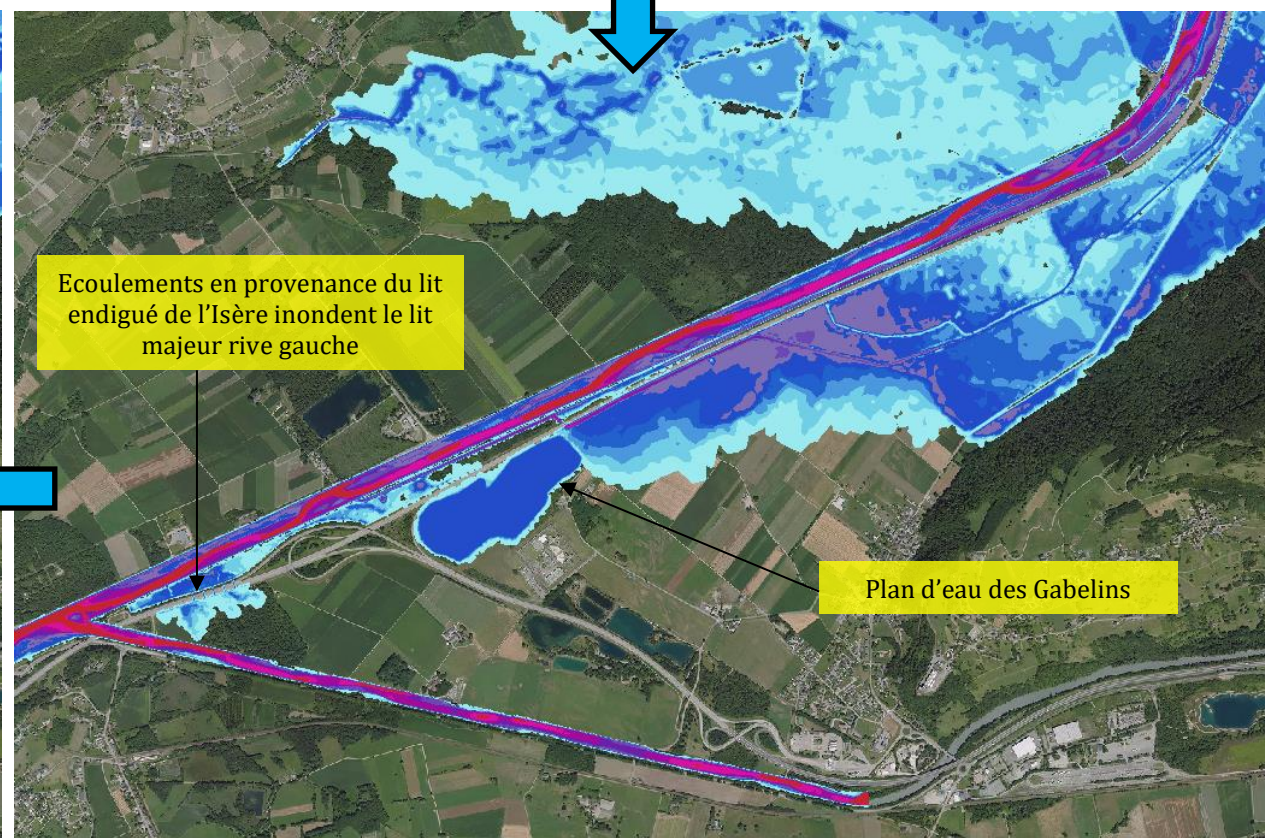 Ecoulements en provenance du lit
endigué de l’Isère inondent le lit
majeur rive gauche
Plan d’eau des Gabelins